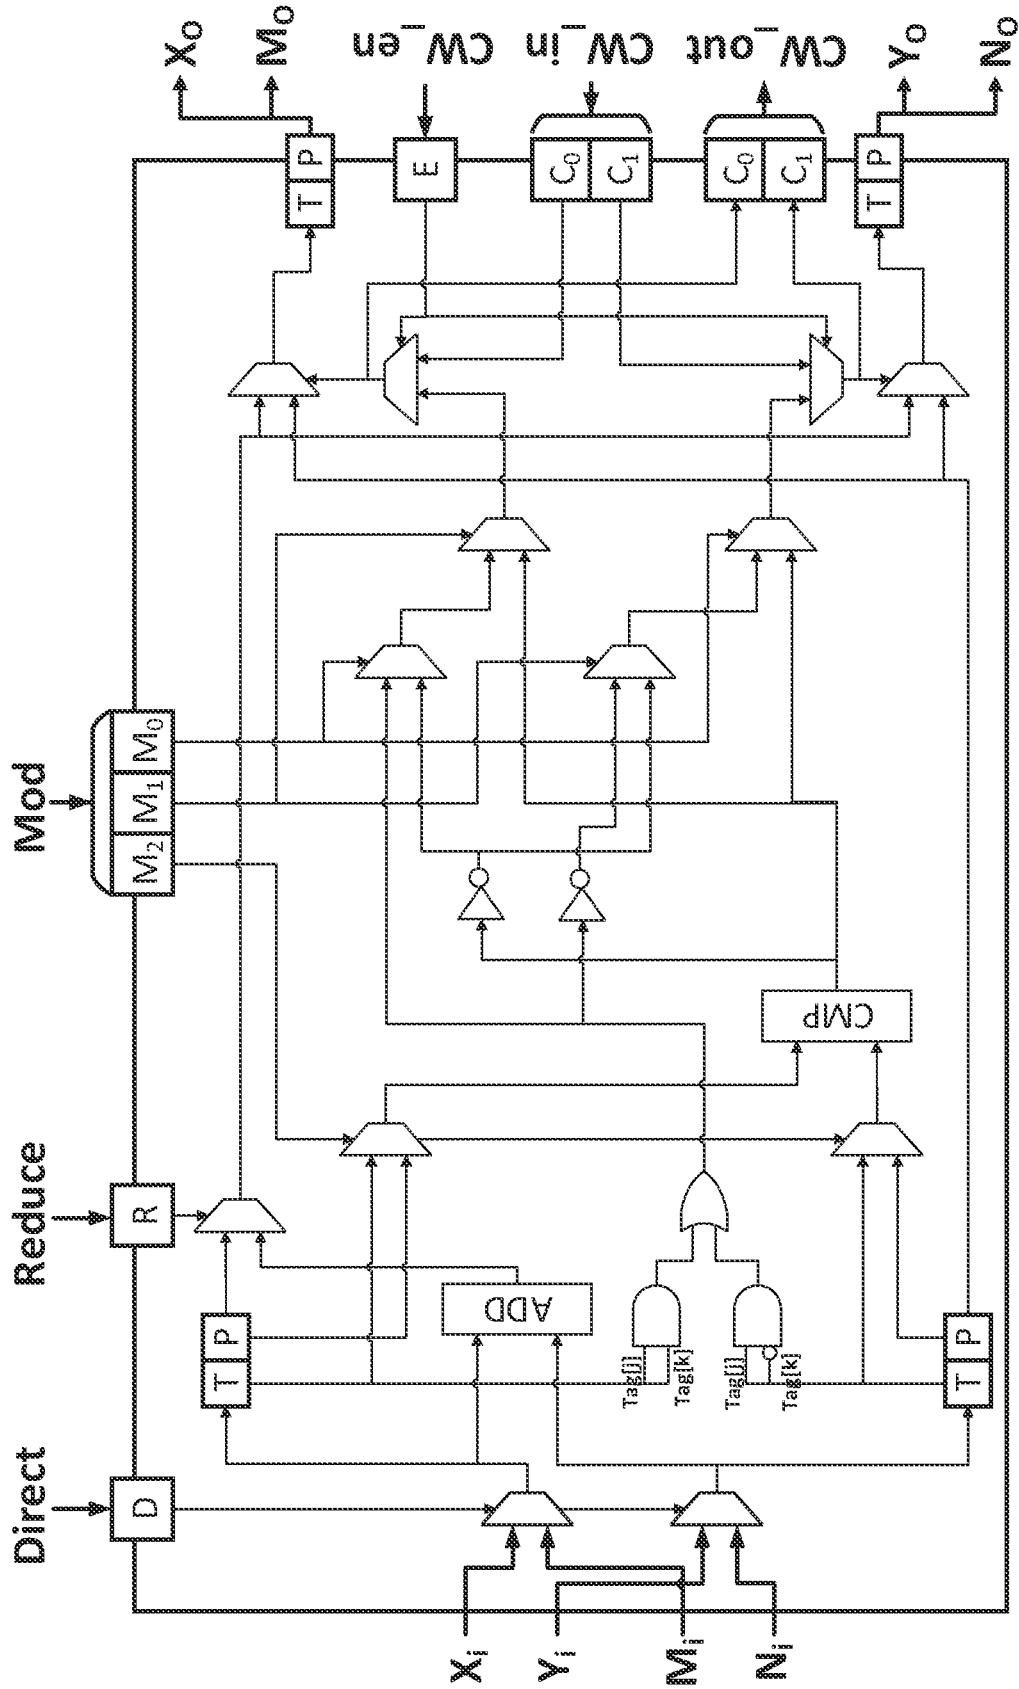 Direct
Reduce
Mod
D
R
M2
M1
M0
Xi
Yi
Mi
Ni
T
P
ADD
Tag[j]
Tag[k]
Tag[j]
Tag[k]
T
P
CMP
T
P
E
C0
C1
C0
C1
T
P
XO
MO
CW_en
CW_in
CW_out
YO
NO